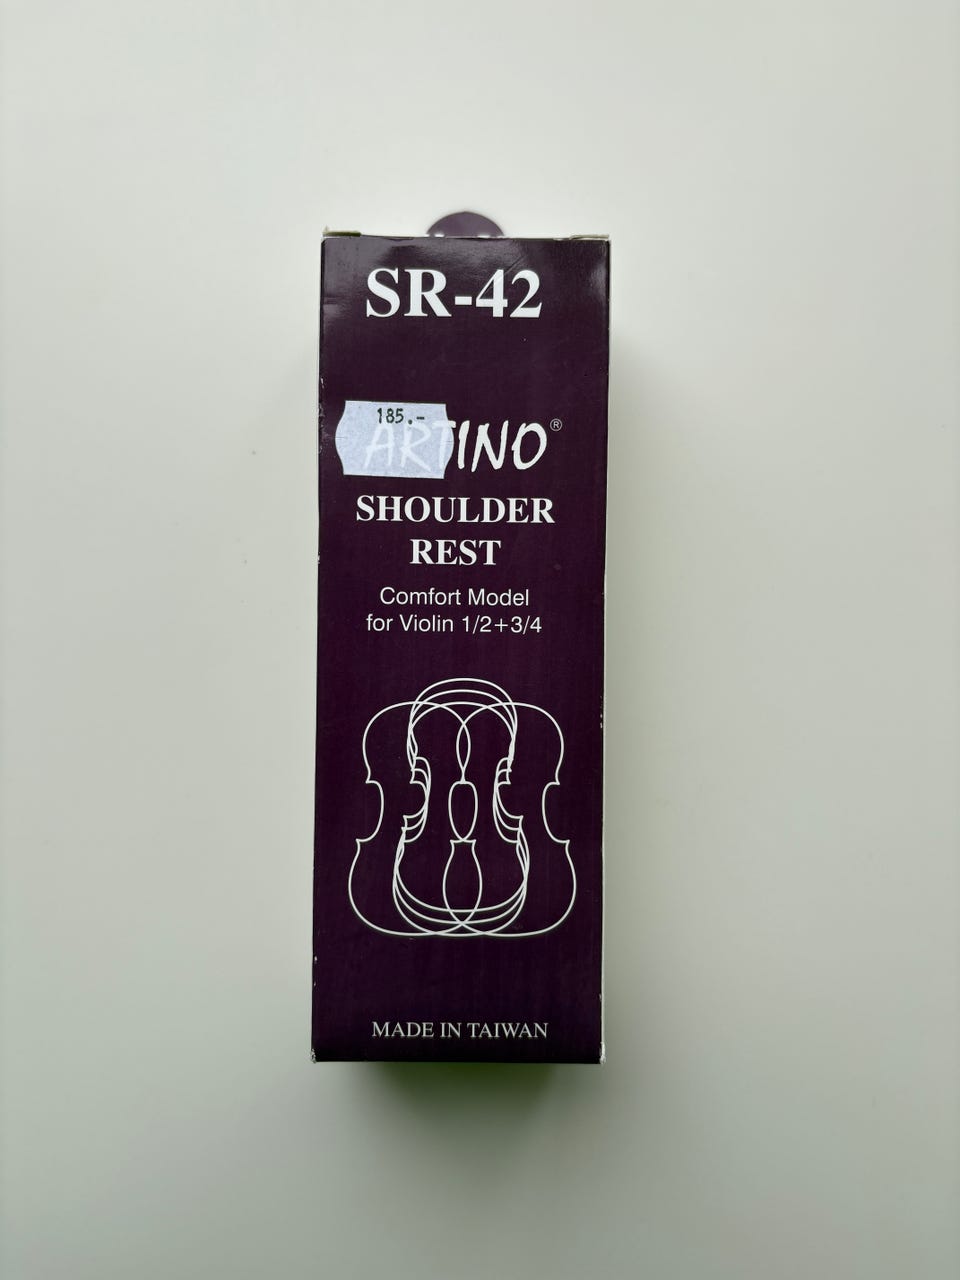 SR-42
185.-
ARTINO®
SHOULDER
REST
Comfort Model
for Violin 1/2+3/4
MADE IN TAIWAN